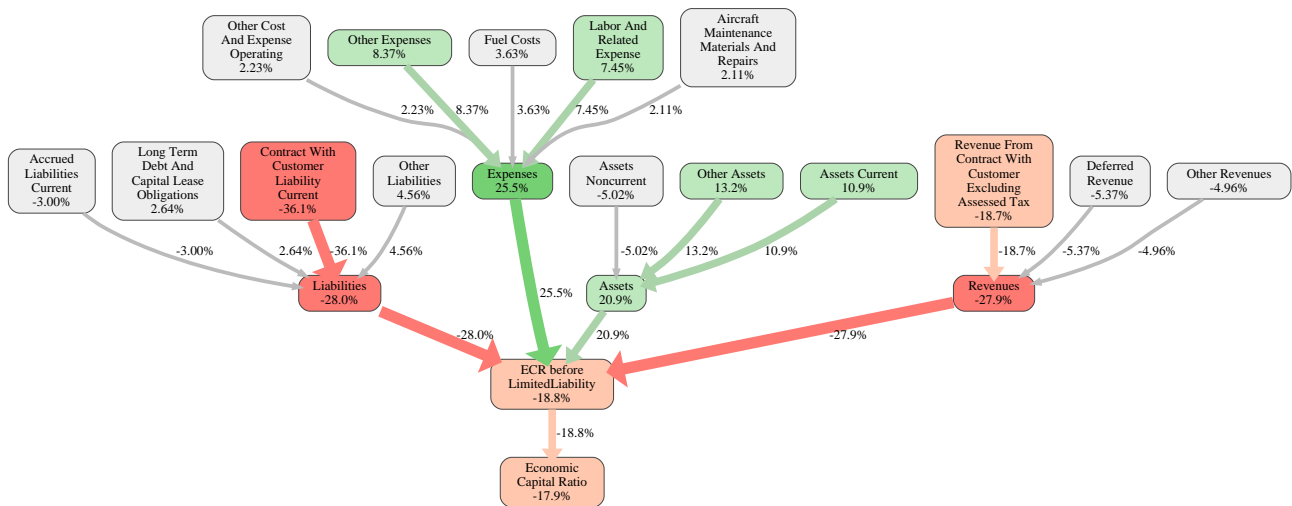 Other Cost
And Expense
Operating
2.23%
Other Expenses
8.37%
Fuel Costs
3.63%
Labor And
Related
Expense
7.45%
Aircraft
Maintenance
Materials And
Repairs
2.11%
2.23%
8.37%
3.63%
7.45%
2.11%
Accrued
Liabilities
Current
-3.00%
Long Term
Debt And
Capital Lease
Obligations
2.64%
Contract With
Customer
Liability
Current
-36.1%
Other
Liabilities
4.56%
Expenses
25.5%
Assets
Noncurrent
-5.02%
Other Assets
13.2%
Assets Current
10.9%
Revenue From
Contract With
Customer
Excluding
Assessed Tax
-18.7%
Deferred
Revenue
-5.37%
Other Revenues
-4.96%
-3.00%
2.64%
-36.1%
4.56%
-5.02%
13.2%
10.9%
-18.7%
-5.37%
-4.96%
Liabilities
-28.0%
25.5%
Assets
20.9%
Revenues
-27.9%
-28.0%
20.9%
-27.9%
ECR before
LimitedLiability
-18.8%
-18.8%
Economic
Capital Ratio
-17.9%